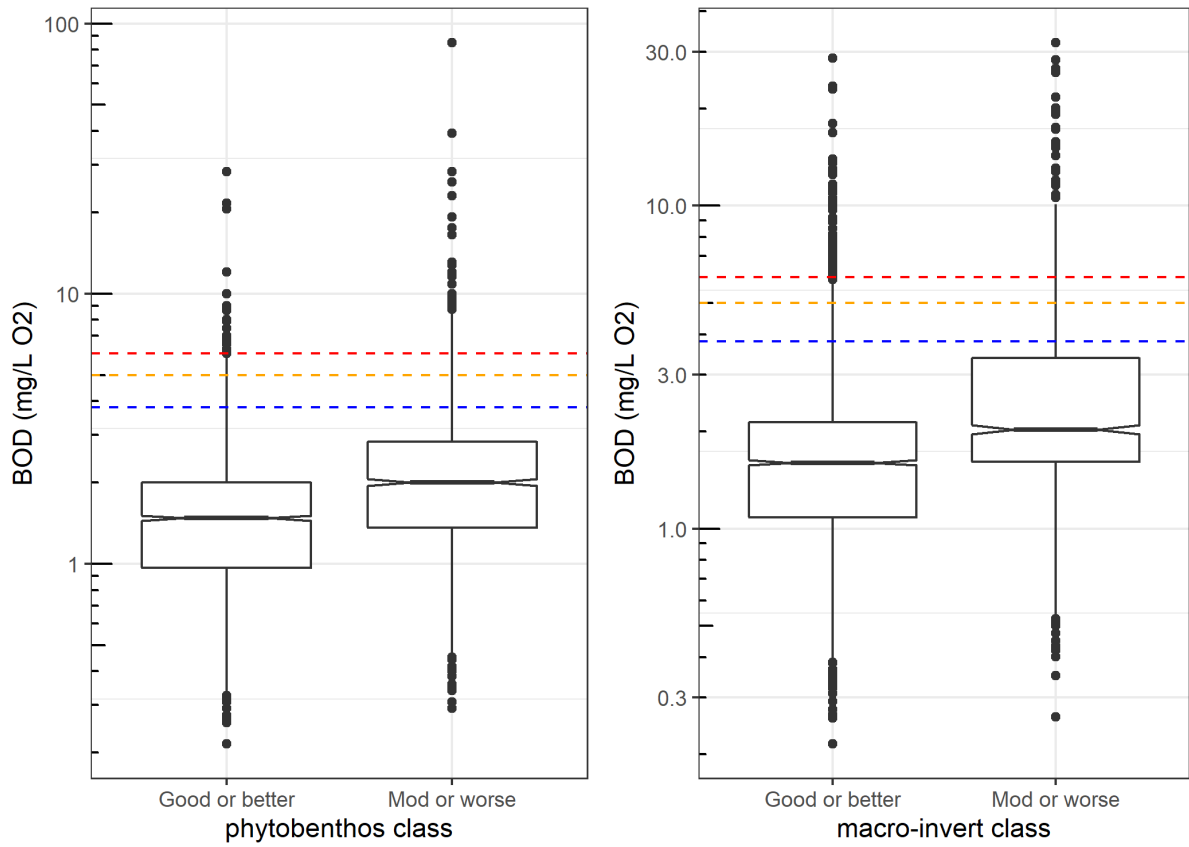 BOD (mg/L O2)
100
10
1
Good or better
Mod or worse
phytobenthos class
BOD (mg/L O2)
30.0
10.0
3.0
1.0
0.3
Good or better
Mod or worse
macro-invert class